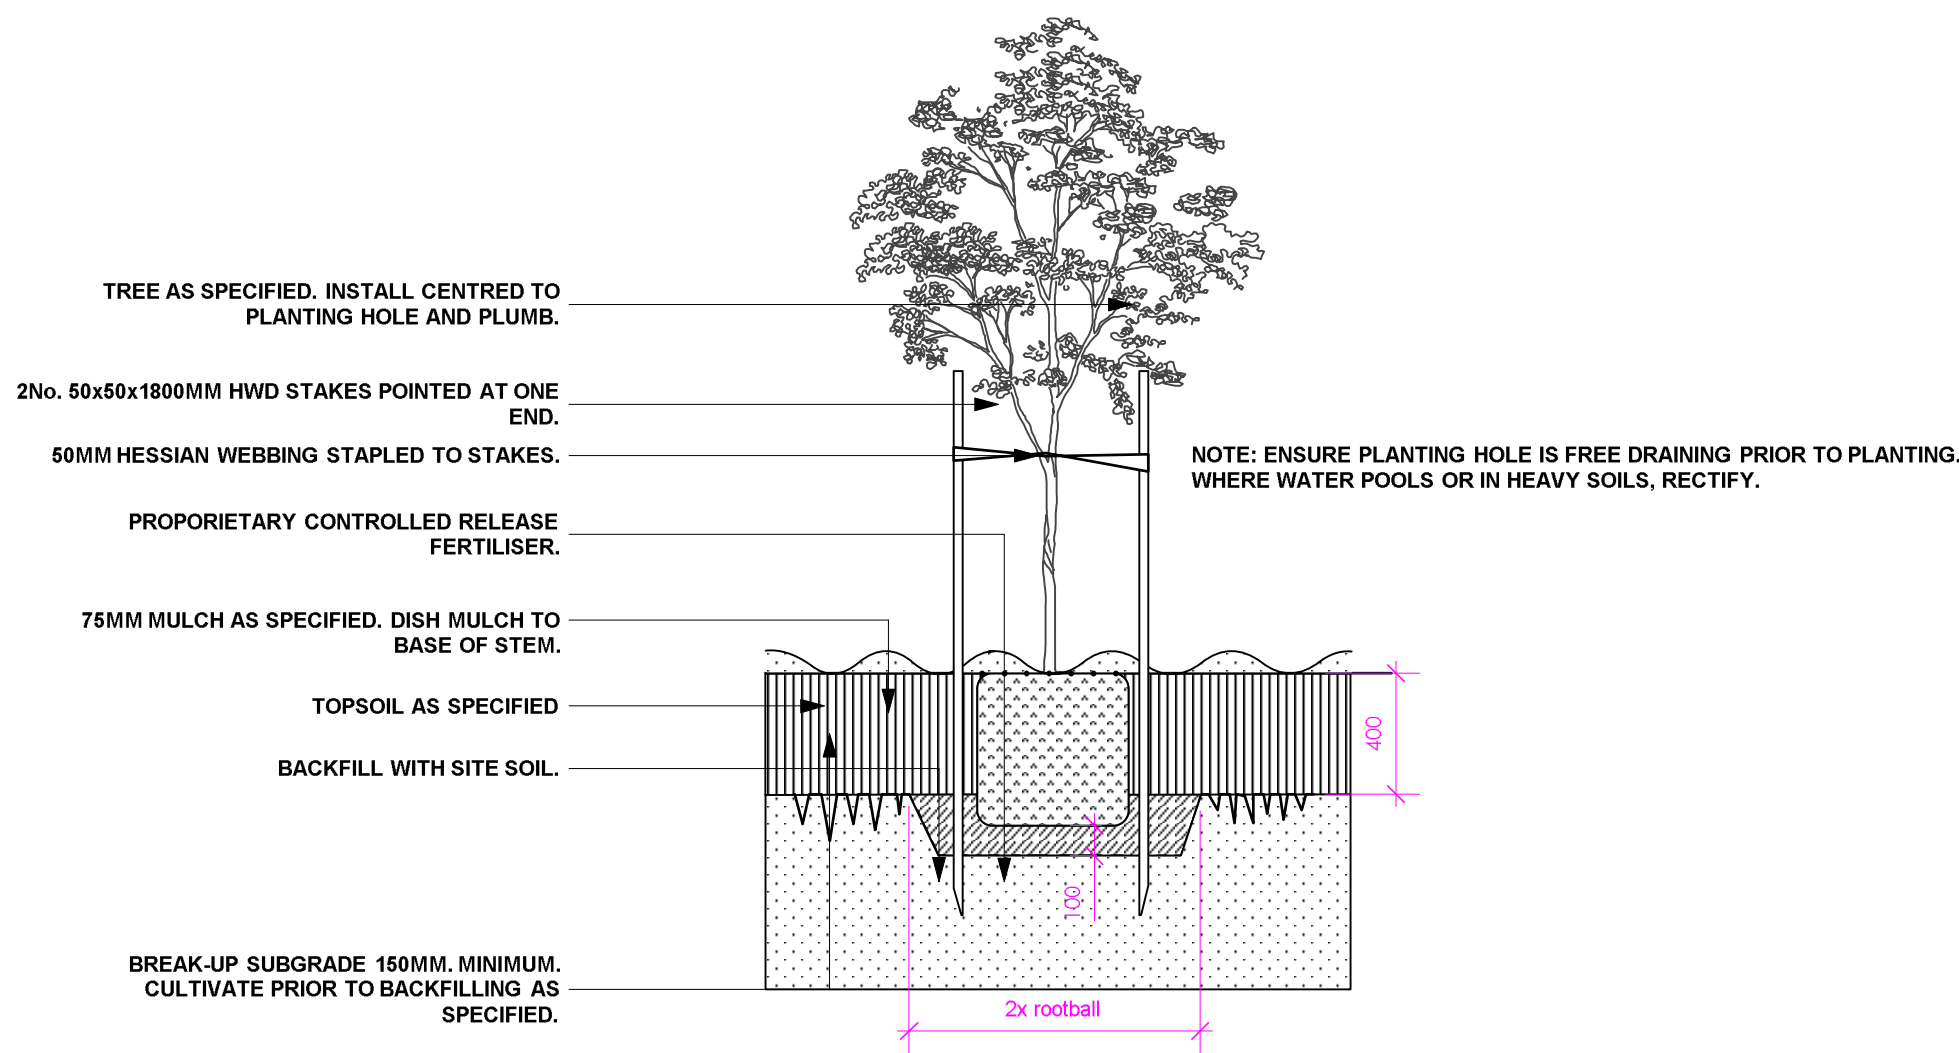 TREE AS SPECIFIED. INSTALL CENTRED TO
PLANTING HOLE AND PLUMB.
2No. 50x50x1800MM HWD STAKES POINTED AT ONE
END.
50MM HESSIAN WEBBING STAPLED TO STAKES.
NOTE: ENSURE PLANTING HOLE IS FREE DRAINING PRIOR TO PLANTING.
WHERE WATER POOLS OR IN HEAVY SOILS, RECTIFY.
PROPORIETARY CONTROLLED RELEASE
FERTILISER.
75MM MULCH AS SPECIFIED. DISH MULCH TO
BASE OF STEM.
TOPSOIL AS SPECIFIED
400
BACKFILL WITH SITE SOIL.
100
BREAK-UP SUBGRADE 150MM. MINIMUM.
CULTIVATE PRIOR TO BACKFILLING AS
SPECIFIED.
2x rootball